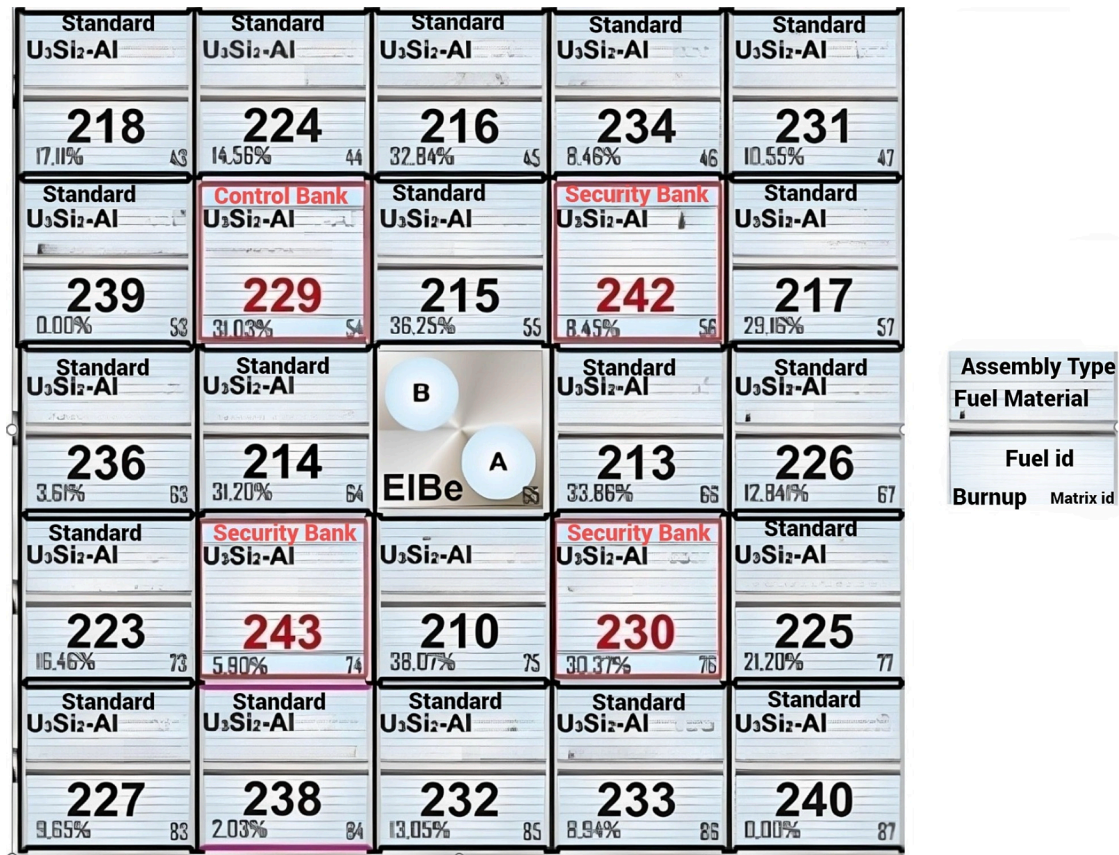 Standard
U₃Si₂-Al
218
17.11% 43
Standard
U₃Si₂-Al
224
14.56% 44
Standard
U₃Si₂-Al
216
32.84% 45
Standard
U₃Si₂-Al
234
8.46% 46
Standard
U₃Si₂-Al
231
10.55% 47
Standard
U₃Si₂-Al
239
0.00% 53
Control Bank
U₃Si₂-Al
229
31.03% 54
Standard
U₃Si₂-Al
215
36.25% 55
Security Bank
U₃Si₂-Al
242
8.45% 56
Standard
U₃Si₂-Al
217
29.16% 57
Standard
U₃Si₂-Al
236
3.61% 63
Standard
U₃Si₂-Al
214
31.20% 64
B
A
EIBe 65
Standard
U₃Si₂-Al
213
33.86% 66
Standard
U₃Si₂-Al
226
12.841% 67
Standard
U₃Si₂-Al
223
16.46% 73
Security Bank
U₃Si₂-Al
243
5.90% 74
U₃Si₂-Al
210
38.07% 75
Security Bank
U₃Si₂-Al
230
30.37% 76
Standard
U₃Si₂-Al
225
21.20% 77
Standard
U₃Si₂-Al
227
9.65% 83
Standard
U₃Si₂-Al
238
2.03% 84
Standard
U₃Si₂-Al
232
13.05% 85
Standard
U₃Si₂-Al
233
8.94% 86
Standard
U₃Si₂-Al
240
0.00% 87
Assembly Type
Fuel Material
Fuel id
Burnup Matrix id